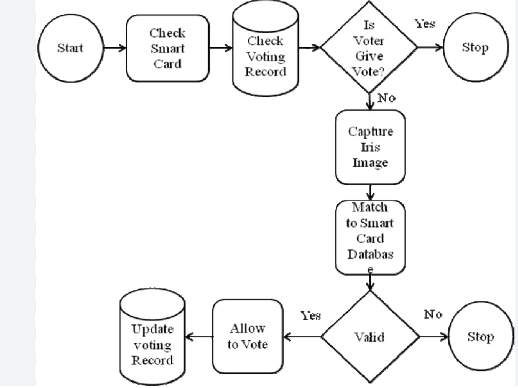 Start
Check
Smart
Card
Check
Voting
Record
Is
Voter
Give
Vote?
Yes
Stop
No
Capture
Iris
Image
Match
to Smart
Card
Databas
e
Valid
Yes
No
Stop
Allow
to Vote
Update
voting
Record